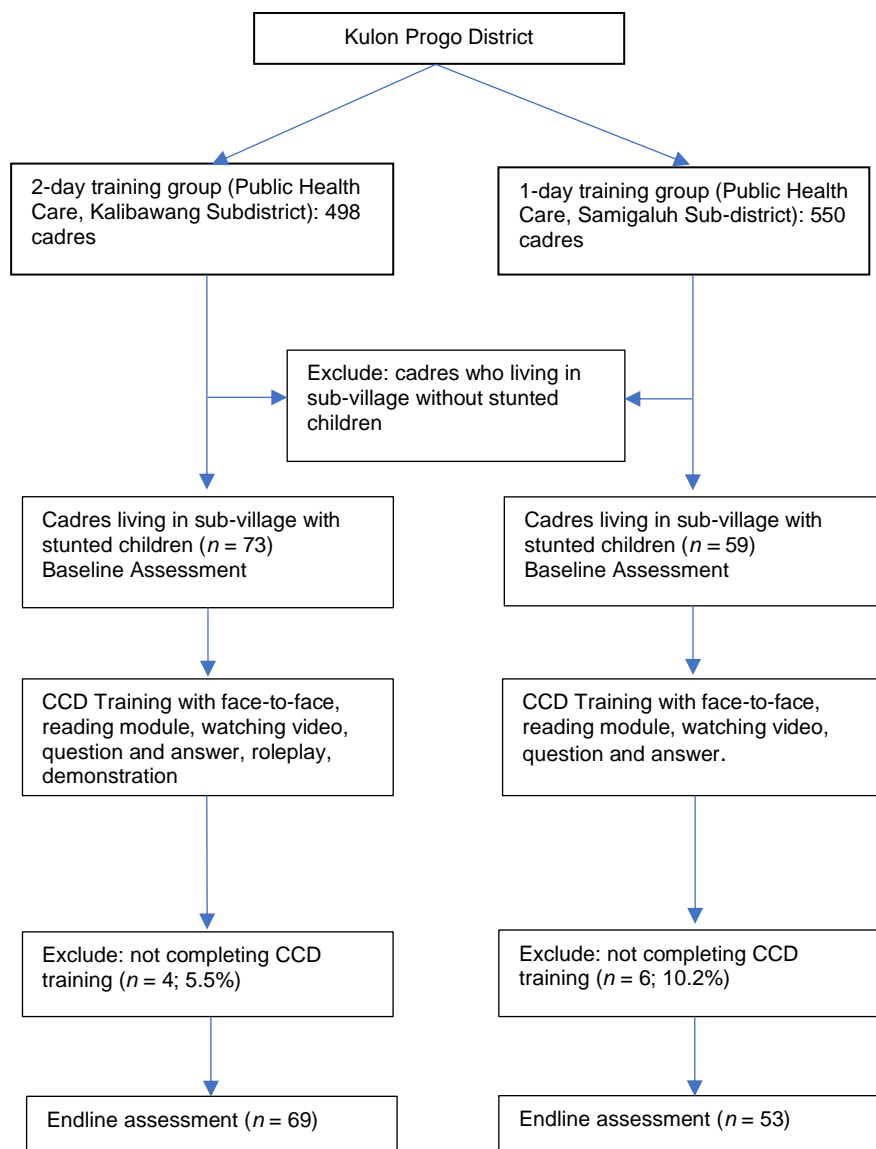 Kulon Progo District
2-day training group (Public Health
Care, Kalibawang Subdistrict): 498
cadres
1-day training group (Public Health
Care, Samigaluh Sub-district): 550
cadres
Exclude: cadres who living in
sub-village without stunted
children
Cadres living in sub-village with
stunted children (n = 73)
Baseline Assessment
Cadres living in sub-village with
stunted children (n = 59)
Baseline Assessment
CCD Training with face-to-face,
reading module, watching video,
question and answer, roleplay,
demonstration
CCD Training with face-to-face,
reading module, watching video,
question and answer.
Exclude: not completing CCD
training (n = 4; 5.5%)
Exclude: not completing CCD
training (n = 6; 10.2%)
Endline assessment (n = 69)
Endline assessment (n = 53)